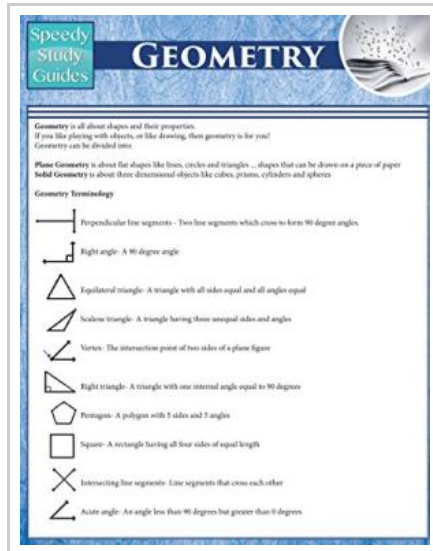 Speedy
Study
Guides
GEOMETRY
Geometry is all about shapes and their properties.
If you like playing with objects, or like drawing, then geometry is for you!
Geometry can be divided into:
Plane Geometry is about flat shapes like lines, circles and triangles ... shapes that can be drawn on a piece of paper
Solid Geometry is about three dimensional objects like cubes, prisms, cylinders and spheres
Geometry Terminology
Perpendicular line segments - Two line segments which cross to form 90 degree angles.
Right angle- A 90 degree angle
Equilateral triangle- A triangle with all sides equal and all angles equal
Scalene triangle- A triangle having three unequal sides and angles
Vertex- The intersection point of two sides of a plane figure
Right triangle- A triangle with one internal angle equal to 90 degrees
Pentagon- A polygon with 5 sides and 5 angles
Square- A rectangle having all four sides of equal length
Intersecting line segments- Line segments that cross each other
Acute angle- An angle less than 90 degrees but greater than 0 degrees